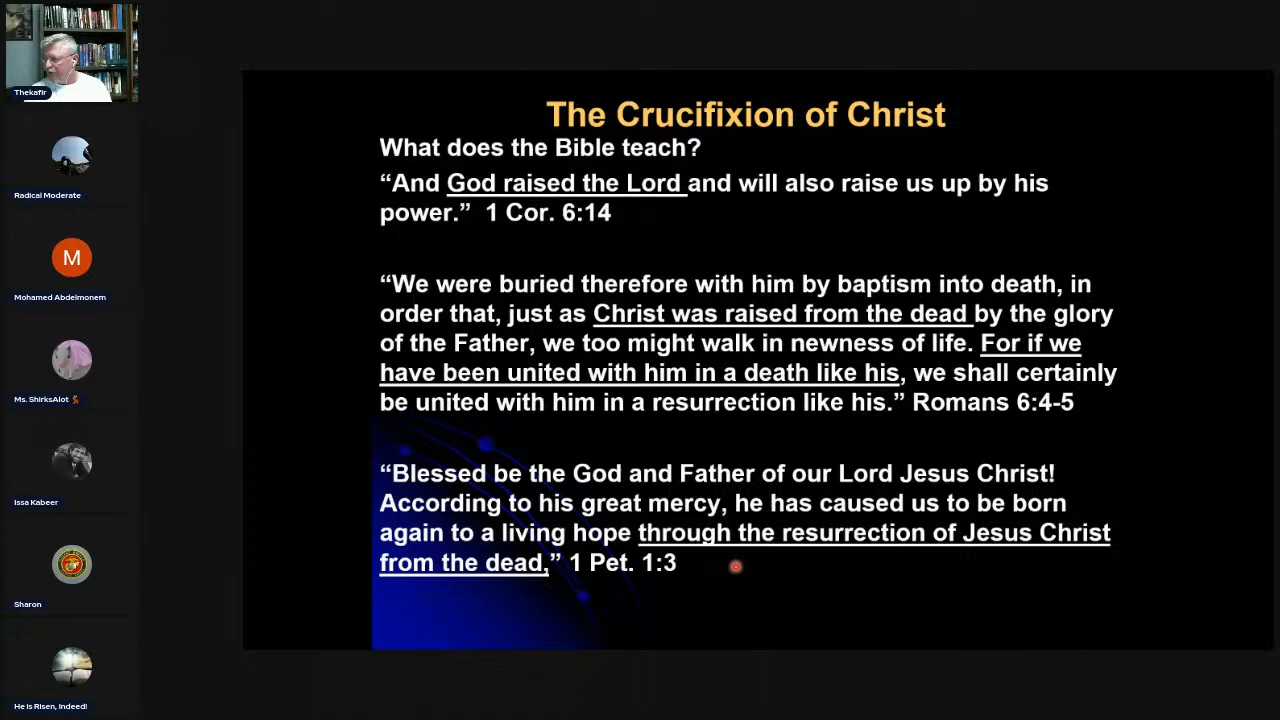 Thekafir
Radical Moderate
M
Mohamed Abdelmonem
Ms. ShirksAlot 💃
Issa Kabeer
Sharon
He is Risen, Indeed!
The Crucifixion of Christ
What does the Bible teach?
“And God raised the Lord and will also raise us up by his
power.” 1 Cor. 6:14
“We were buried therefore with him by baptism into death, in
order that, just as Christ was raised from the dead by the glory
of the Father, we too might walk in newness of life. For if we
have been united with him in a death like his, we shall certainly
be united with him in a resurrection like his.” Romans 6:4-5
“Blessed be the God and Father of our Lord Jesus Christ!
According to his great mercy, he has caused us to be born
again to a living hope through the resurrection of Jesus Christ
from the dead,” 1 Pet. 1:3